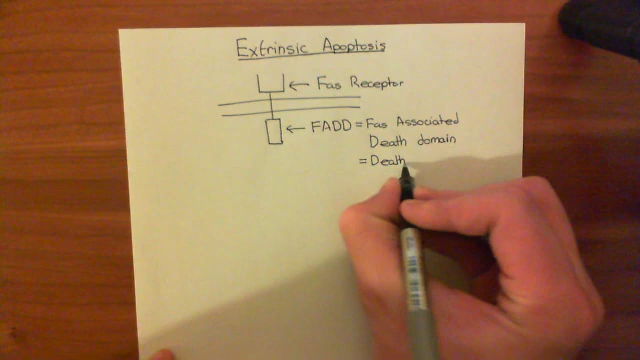 Extrinsic Apoptosis
← Fas Receptor
← FADD = Fas Associated
Death domain
= Death